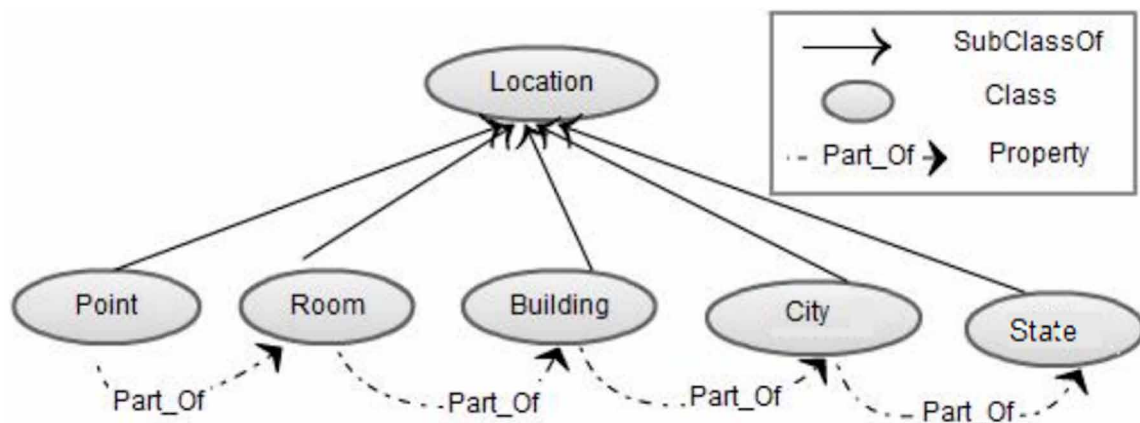 SubClassOf
Location
Class
Part_Of
Property
Point
Room
Building
City
State
Part_Of
Part_Of
Part_Of
Part_Of